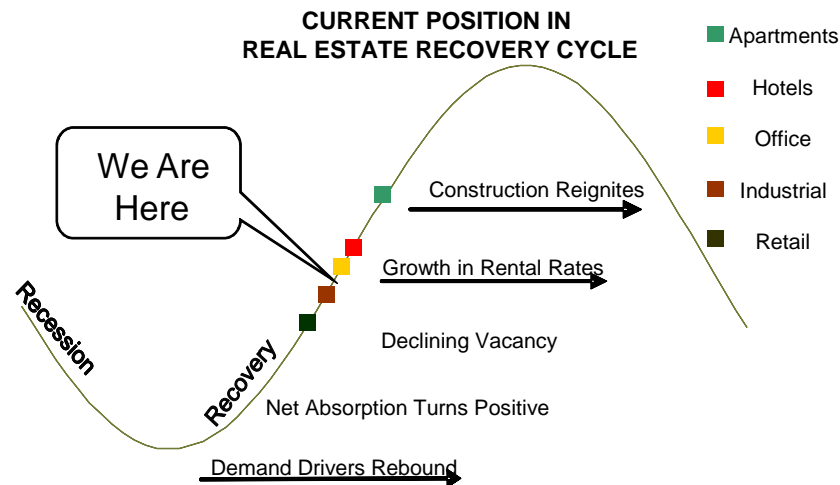 CURRENT POSITION IN
REAL ESTATE RECOVERY CYCLE
Apartments
Hotels
Office
Industrial
Retail
We Are
Here
Construction Reignites
Growth in Rental Rates
Recession
Recovery
Declining Vacancy
Net Absorption Turns Positive
Demand Drivers Rebound